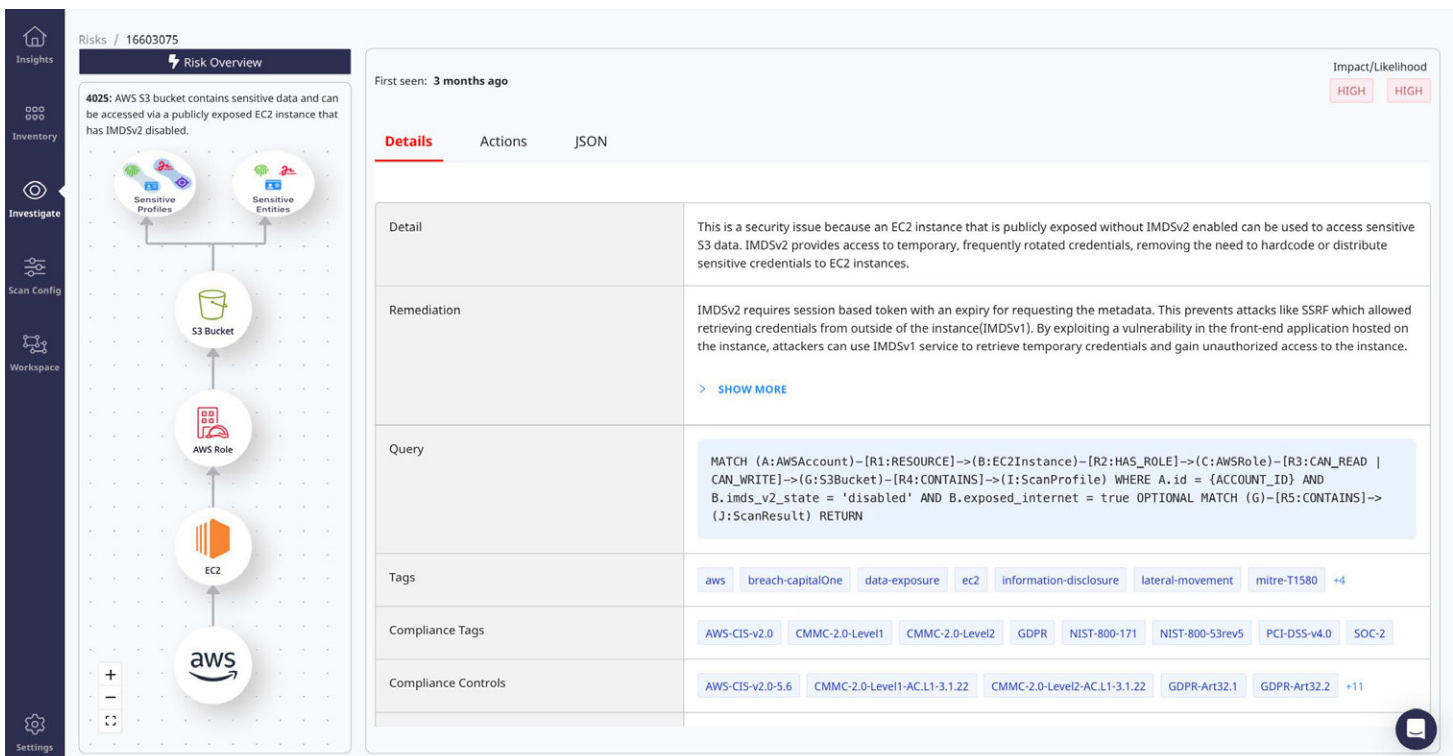 Insights
Inventory
Investigate
Scan Config
Workspace
Settings
Risks / 16603075
Risk Overview
4025: AWS S3 bucket contains sensitive data and can
be accessed via a publicly exposed EC2 instance that
has IMDSv2 disabled.
Sensitive
Profiles
Sensitive
Entities
S3 Bucket
AWS Role
EC2
aws
+
−
First seen: 3 months ago
Impact/Likelihood
HIGH HIGH
Details Actions JSON
Detail
This is a security issue because an EC2 instance that is publicly exposed without IMDSv2 enabled can be used to access sensitive
S3 data. IMDSv2 provides access to temporary, frequently rotated credentials, removing the need to hardcode or distribute
sensitive credentials to EC2 instances.
Remediation
IMDSv2 requires session based token with an expiry for requesting the metadata. This prevents attacks like SSRF which allowed
retrieving credentials from outside of the instance(IMDSv1). By exploiting a vulnerability in the front-end application hosted on
the instance, attackers can use IMDSv1 service to retrieve temporary credentials and gain unauthorized access to the instance.
> SHOW MORE
Query
MATCH (A:AWSAccount)-[R1:RESOURCE]->(B:EC2Instance)-[R2:HAS_ROLE]->(C:AWSRole)-[R3:CAN_READ |
CAN_WRITE]->(G:S3Bucket)-[R4:CONTAINS]->(I:ScanProfile) WHERE A.id = {ACCOUNT_ID} AND
B.imds_v2_state = 'disabled' AND B.exposed_internet = true OPTIONAL MATCH (G)-[R5:CONTAINS]->
(J:ScanResult) RETURN
Tags
aws breach-capitalOne data-exposure ec2 information-disclosure lateral-movement mitre-T1580 +4
Compliance Tags
AWS-CIS-v2.0 CMMC-2.0-Level1 CMMC-2.0-Level2 GDPR NIST-800-171 NIST-800-53rev5 PCI-DSS-v4.0 SOC-2
Compliance Controls
AWS-CIS-v2.0-5.6 CMMC-2.0-Level1-AC.L1-3.1.22 CMMC-2.0-Level2-AC.L1-3.1.22 GDPR-Art32.1 GDPR-Art32.2 +11